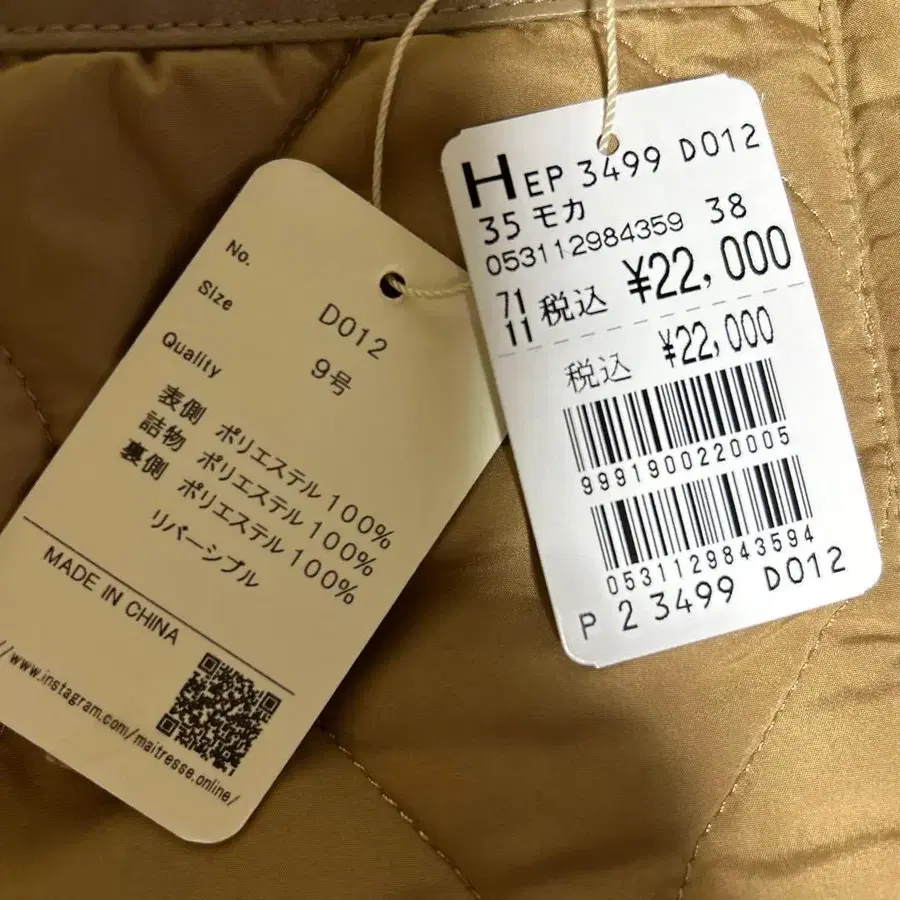 No.
D012
Size
9号
Quality
表側 ポリエステル100%
詰物 ポリエステル100%
裏側 ポリエステル100%
リバーシブル
MADE IN CHINA
//www.instagram.com/maitresse.online/
HEP 3499 D012
35 モカ
053112984359 38
71
11 税込 ¥22,000
税込 ¥22,000
9991900220005
0531129843594
P 2 3499 D012